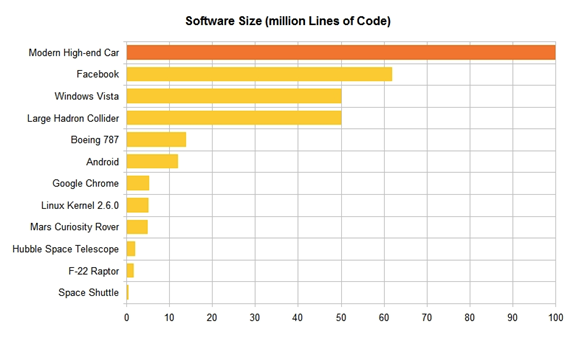 Software Size (million Lines of Code)
Modern High-end Car
Facebook
Windows Vista
Large Hadron Collider
Boeing 787
Android
Google Chrome
Linux Kernel 2.6.0
Mars Curiosity Rover
Hubble Space Telescope
F-22 Raptor
Space Shuttle
0 10 20 30 40 50 60 70 80 90 100